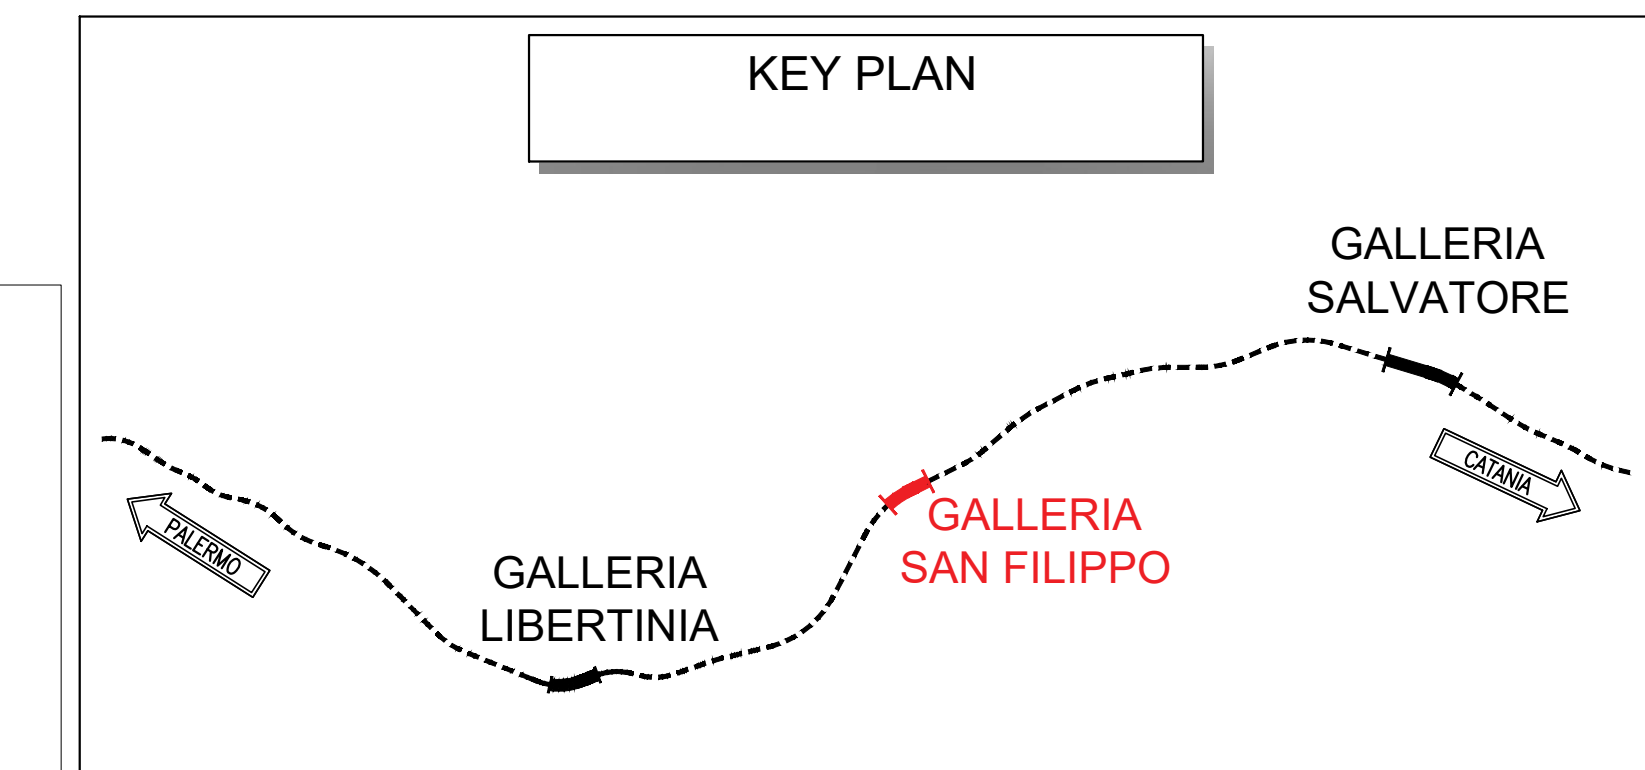 KEY PLAN
GALLERIA
SALVATORE
CATANIA
GALLERIA
SAN FILIPPO
PALERMO
GALLERIA
LIBERTINIA